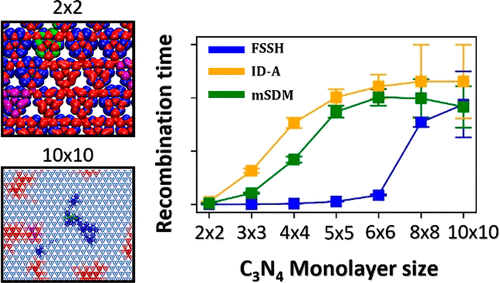 2x2
10x10
Recombination time
FSSH
ID-A
mSDM
2x2 3x3 4x4 5x5 6x6 8x8 10x10
C₃N₄ Monolayer size